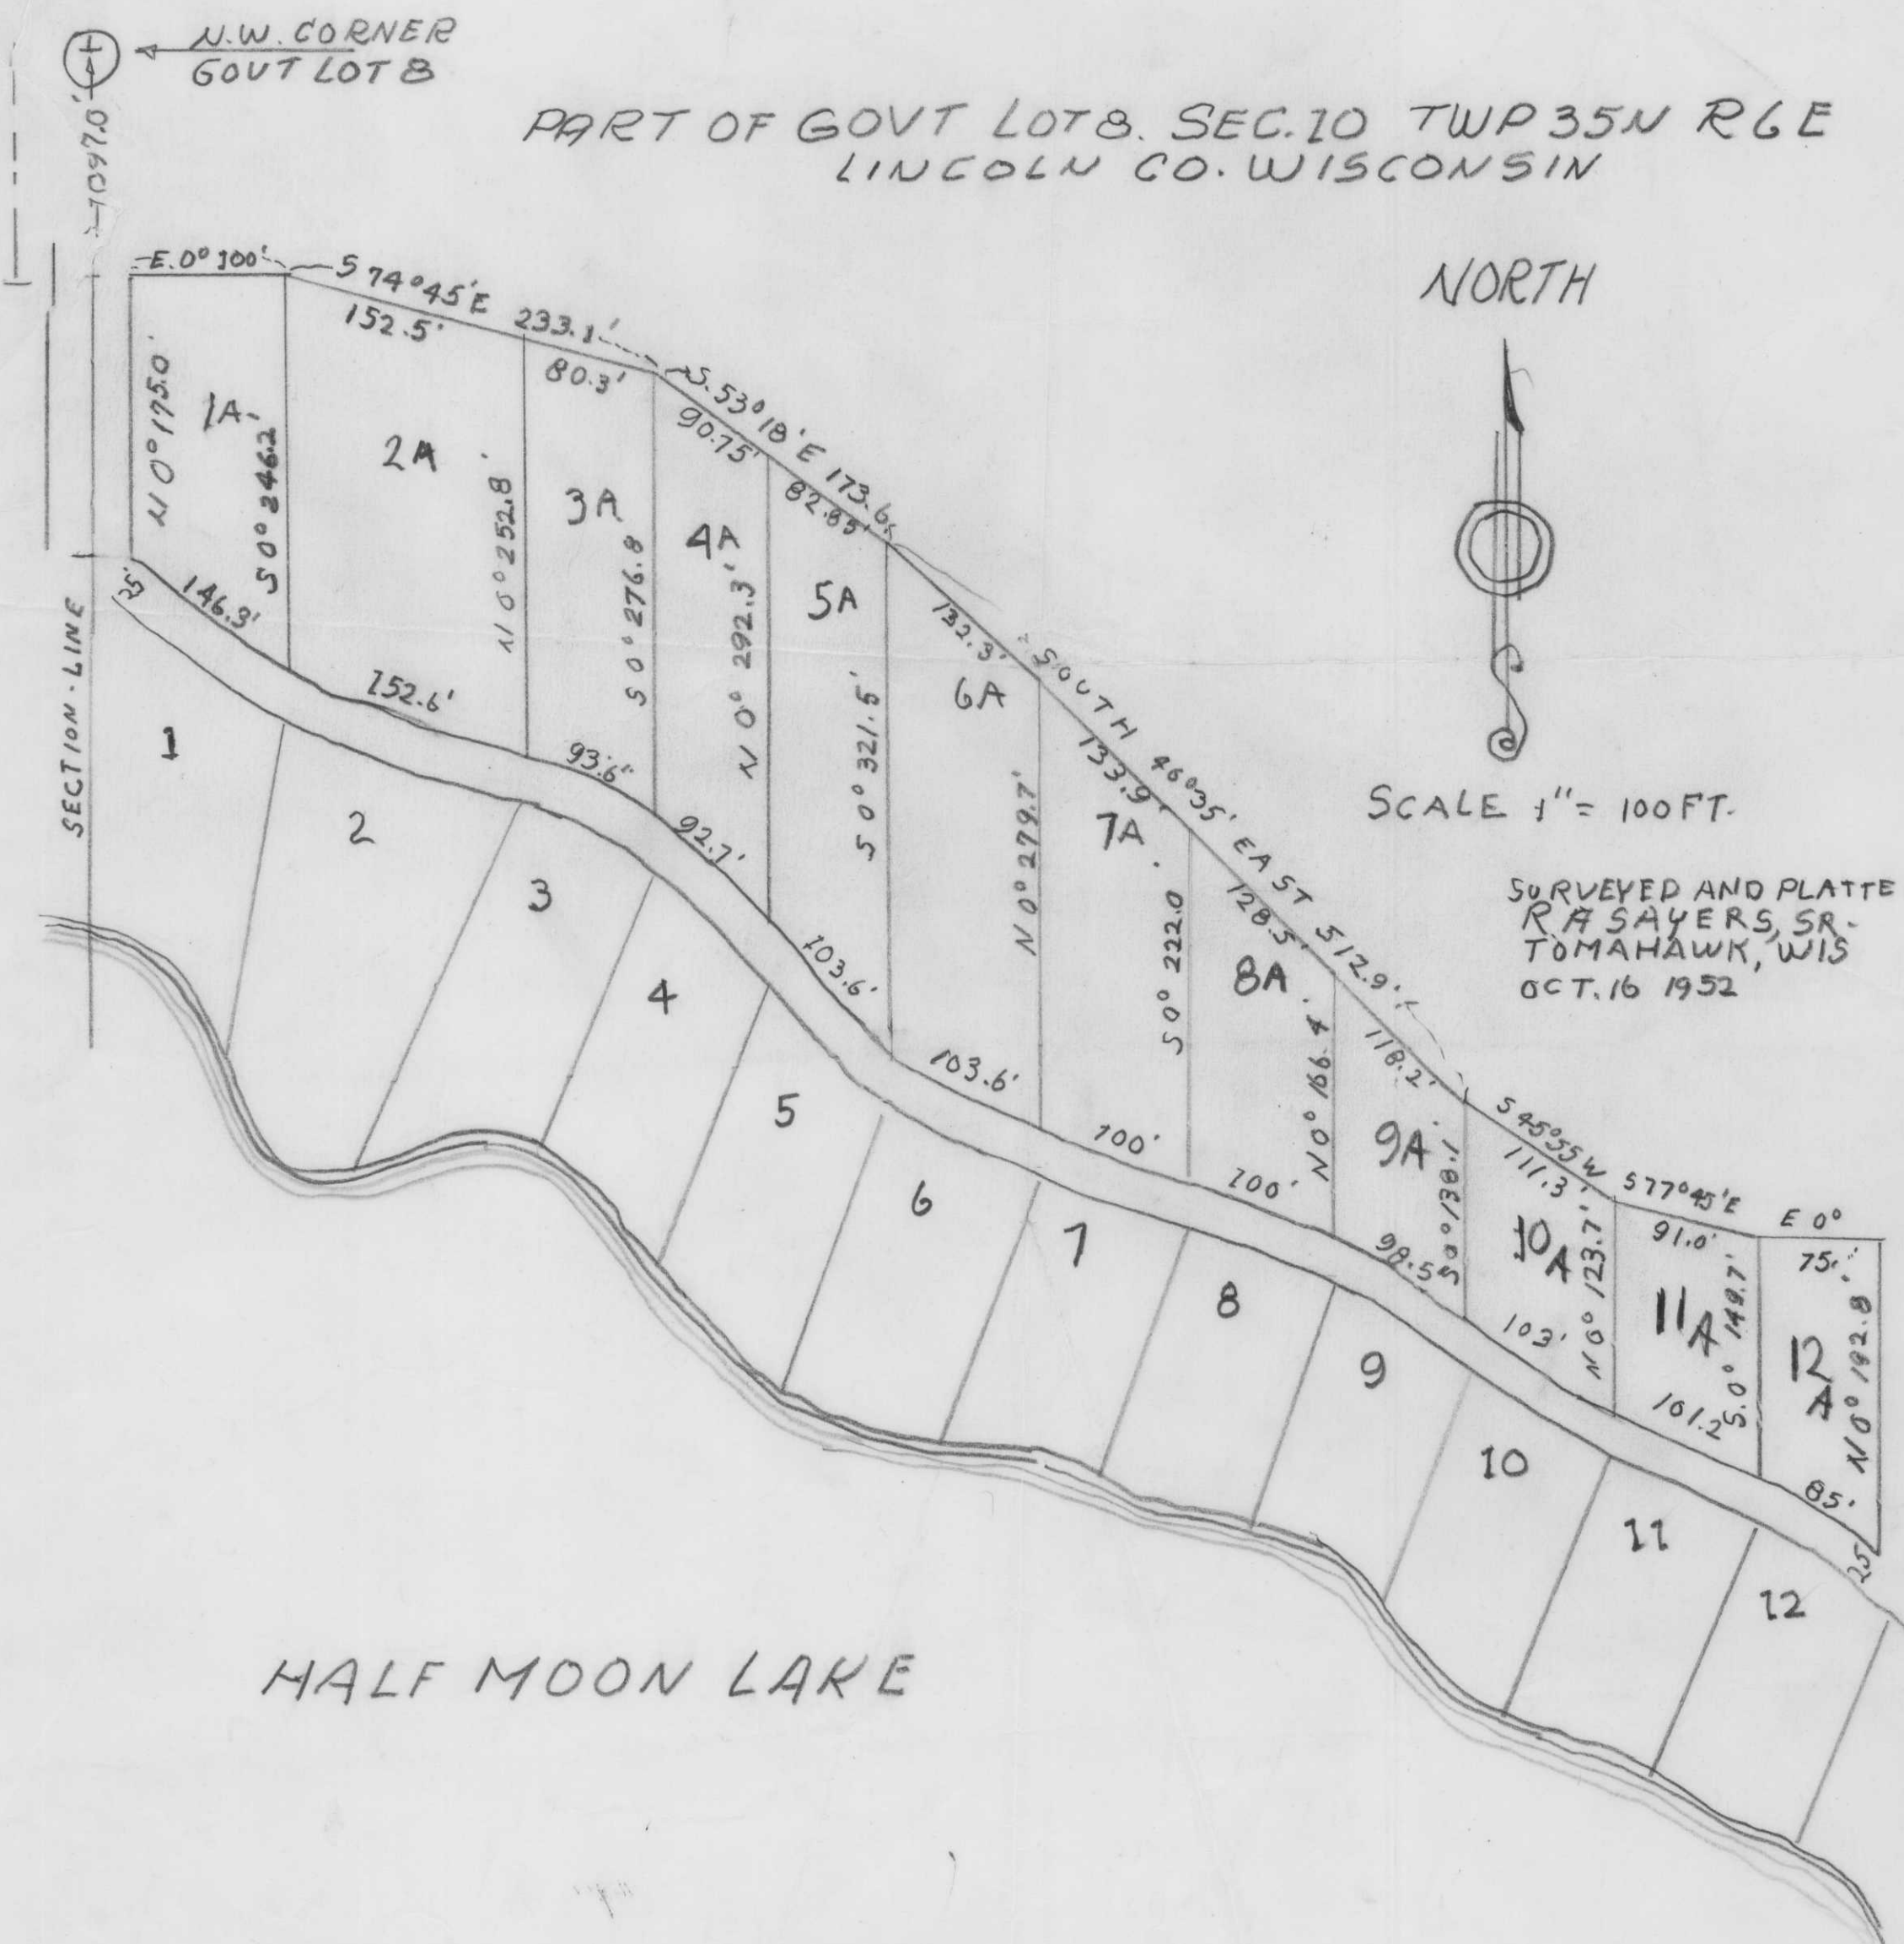 N.W. CORNER
GOVT LOT 8
1097.0'
PART OF GOVT LOT 8. SEC. 10 TWP 35N R6E
LINCOLN CO. WISCONSIN
NORTH
SCALE 1" = 100 FT.
SURVEYED AND PLATTE
R A SAYERS, SR.
TOMAHAWK, WIS
OCT. 16 1952
E. 0° 100'
S 74° 45' E 233.1'
152.5'
80.3'
S. 53° 18' E 173.6
90.75'
82.85'
SOUTH 46° 35' EAST 512.9'
132.3'
133.9'
128.5'
118.2'
S 45° 55 W
111.3'
S 77° 45' E
91.0'
E 0°
75'
N 0° 175.0'
1A
S 0° 246.2'
2A
N 0° 252.8'
3A
S 0° 276.8'
4A
N 0° 292.3'
5A
S 0° 321.5'
6A
N 0° 279.7'
7A
S 0° 222.0
8A
N 0° 166.4'
9A
S 0° 138.1
10A
N 0° 123.7'
11A
S. 0° 149.7'
12A
N 0° 192.8'
25'
146.3'
152.6'
93.6'
92.7'
103.6'
103.6'
100'
100'
98.5'
103'
101.2
85'
25'
SECTION LINE
1
2
3
4
5
6
7
8
9
10
11
12
HALF MOON LAKE